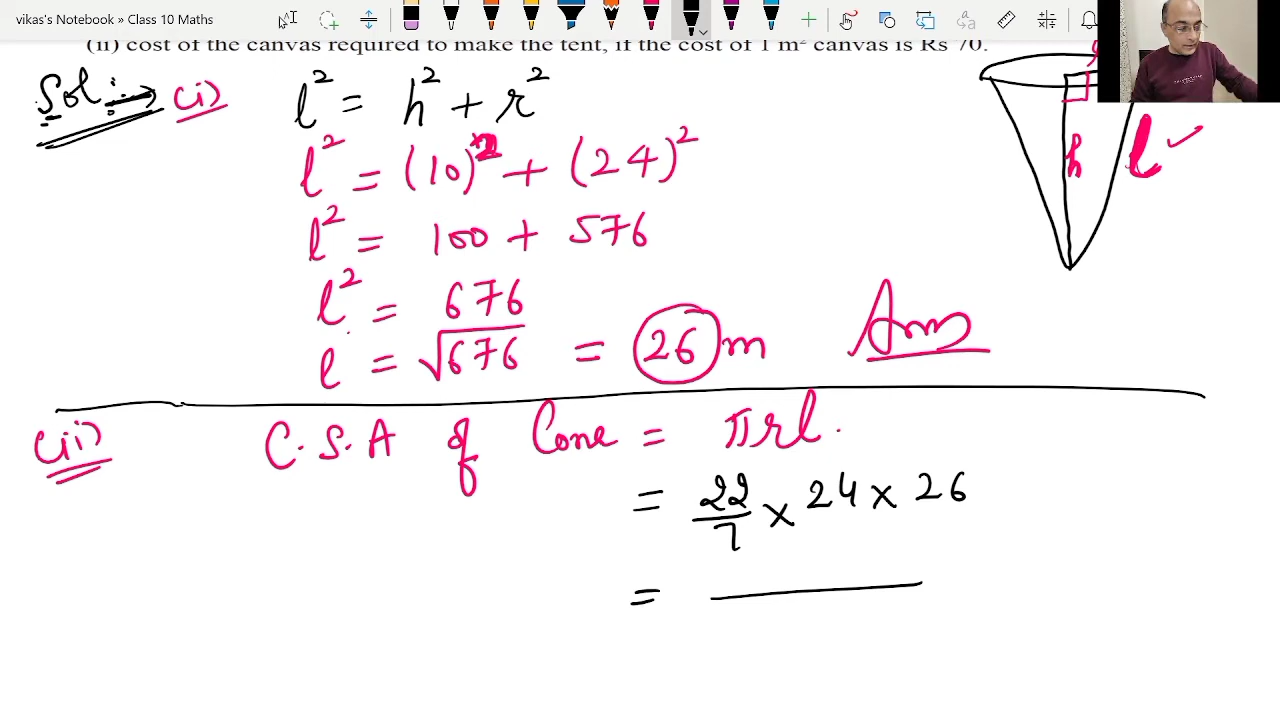 vikas's Notebook » Class 10 Maths
(ii) cost of the canvas required to make the tent, if the cost of 1 m² canvas is Rs 70.
Sol:→ (i) l² = h² + r²
l² = (10)² + (24)²
l² = 100 + 576
l² = 676
l = √676 = 26 m Ans
h l ✓
(ii) C.S.A of Cone = πrl.
= 22/7 × 24 × 26
=